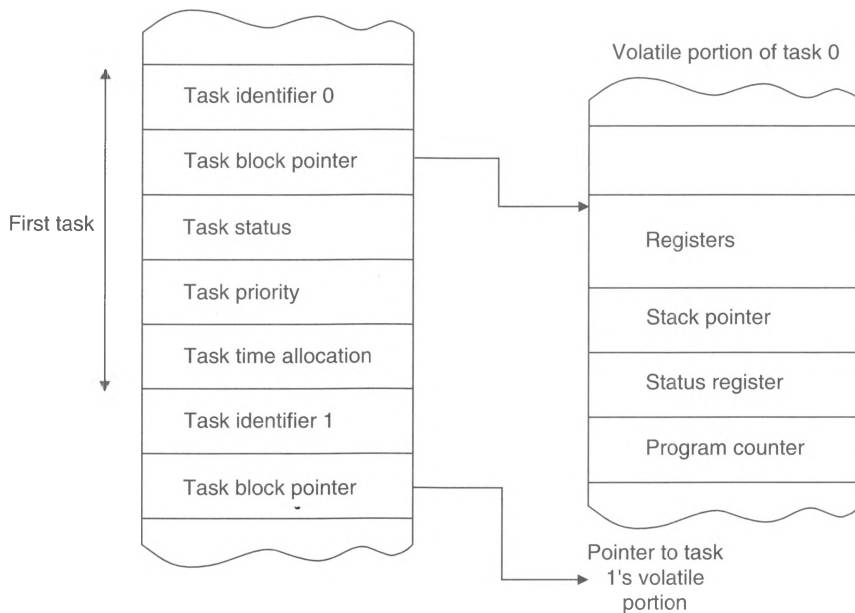 Volatile portion of task 0
First task
Task identifier 0
Task block pointer
Task status
Task priority
Task time allocation
Task identifier 1
Task block pointer
Registers
Stack pointer
Status register
Program counter
Pointer to task
1's volatile
portion